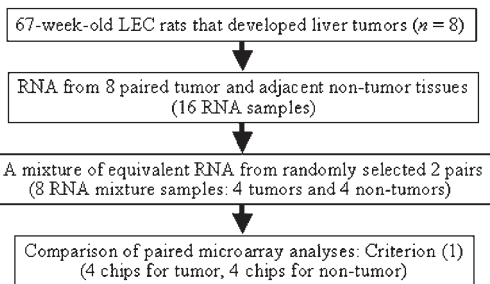 67-week-old LEC rats that developed liver tumors (n = 8)
RNA from 8 paired tumor and adjacent non-tumor tissues
(16 RNA samples)
A mixture of equivalent RNA from randomly selected 2 pairs
(8 RNA mixture samples: 4 tumors and 4 non-tumors)
Comparison of paired microarray analyses: Criterion (1)
(4 chips for tumor, 4 chips for non-tumor)